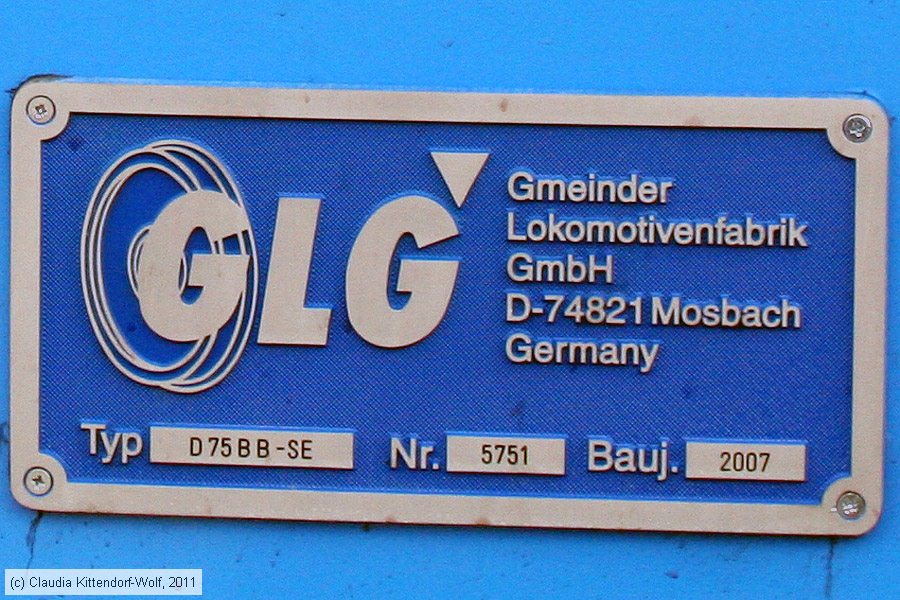 GLG
Gmeinder
Lokomotivenfabrik
GmbH
D-74821 Mosbach
Germany
Typ D75BB-SE Nr. 5751 Bauj. 2007
(c) Claudia Kittendorf-Wolf, 2011